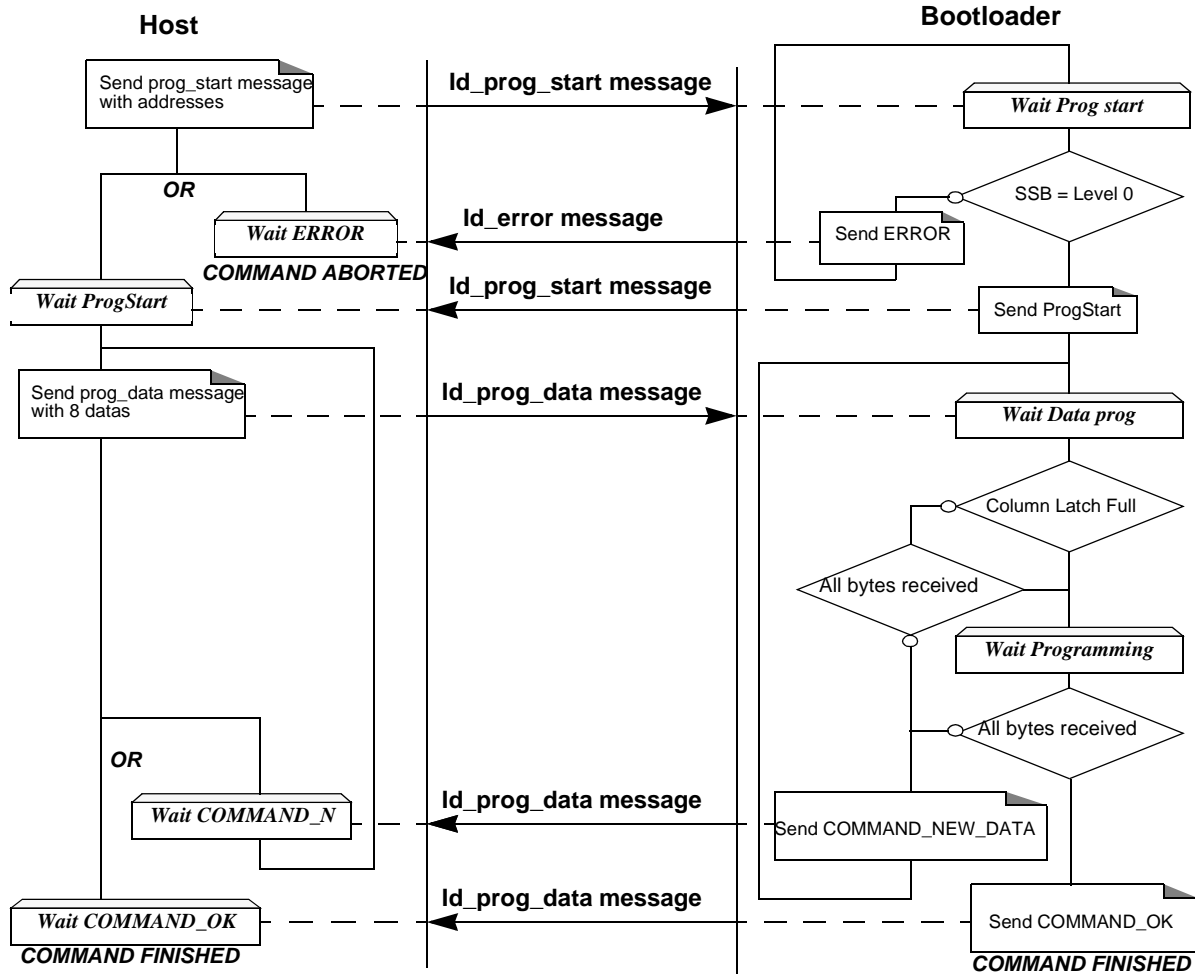 Host
Bootloader
Send prog_start message
with addresses
Id_prog_start message
Wait Prog start
OR
SSB = Level 0
Wait ERROR
Id_error message
Send ERROR
COMMAND ABORTED
Wait ProgStart
Id_prog_start message
Send ProgStart
Send prog_data message
with 8 datas
Id_prog_data message
Wait Data prog
Column Latch Full
All bytes received
Wait Programming
All bytes received
OR
Wait COMMAND_N
Id_prog_data message
Send COMMAND_NEW_DATA
Wait COMMAND_OK
Id_prog_data message
Send COMMAND_OK
COMMAND FINISHED
COMMAND FINISHED